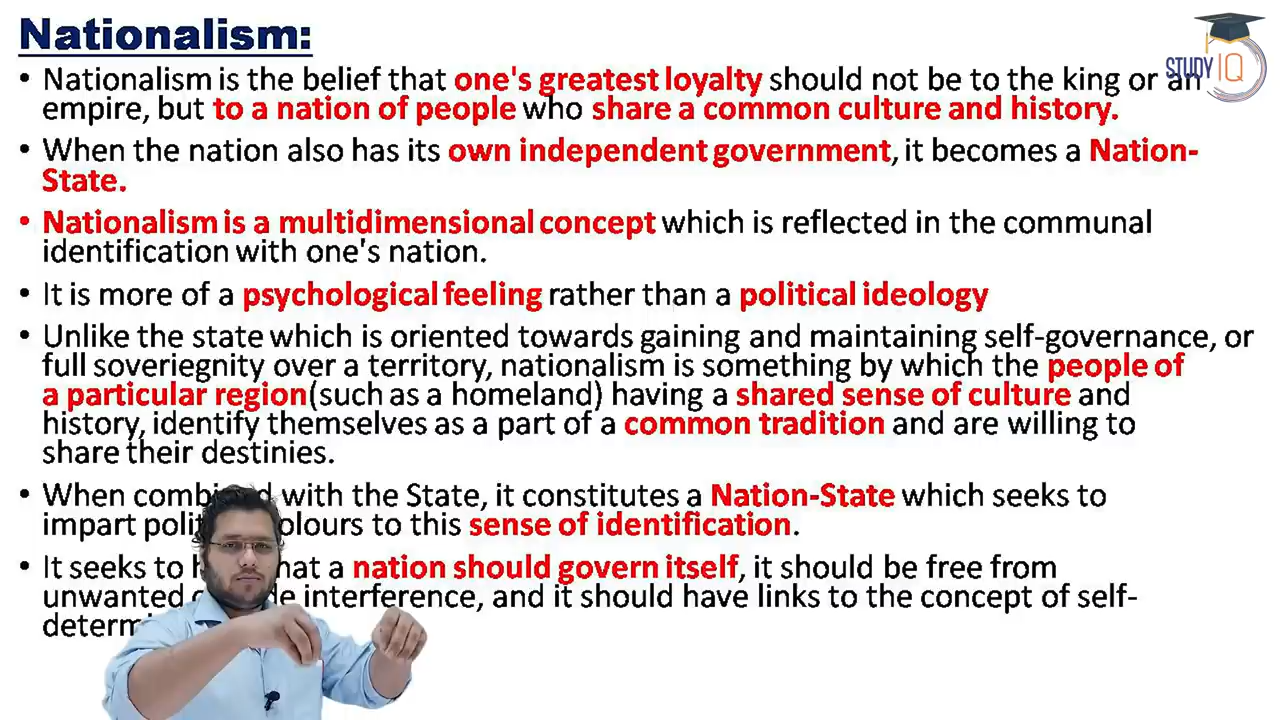 Nationalism:
• Nationalism is the belief that one's greatest loyalty should not be to the king or an
empire, but to a nation of people who share a common culture and history.
• When the nation also has its own independent government, it becomes a Nation-
State.
• Nationalism is a multidimensional concept which is reflected in the communal
identification with one's nation.
• It is more of a psychological feeling rather than a political ideology
• Unlike the state which is oriented towards gaining and maintaining self-governance, or
full soveriegnity over a territory, nationalism is something by which the people of
a particular region(such as a homeland) having a shared sense of culture and
history, identify themselves as a part of a common tradition and are willing to
share their destinies.
• When with the State, it constitutes a Nation-State which seeks to
impart to this sense of identification.
• It seeks to a nation should govern itself, it should be free from
unwanted interference, and it should have links to the concept of self-
STUDY IQ